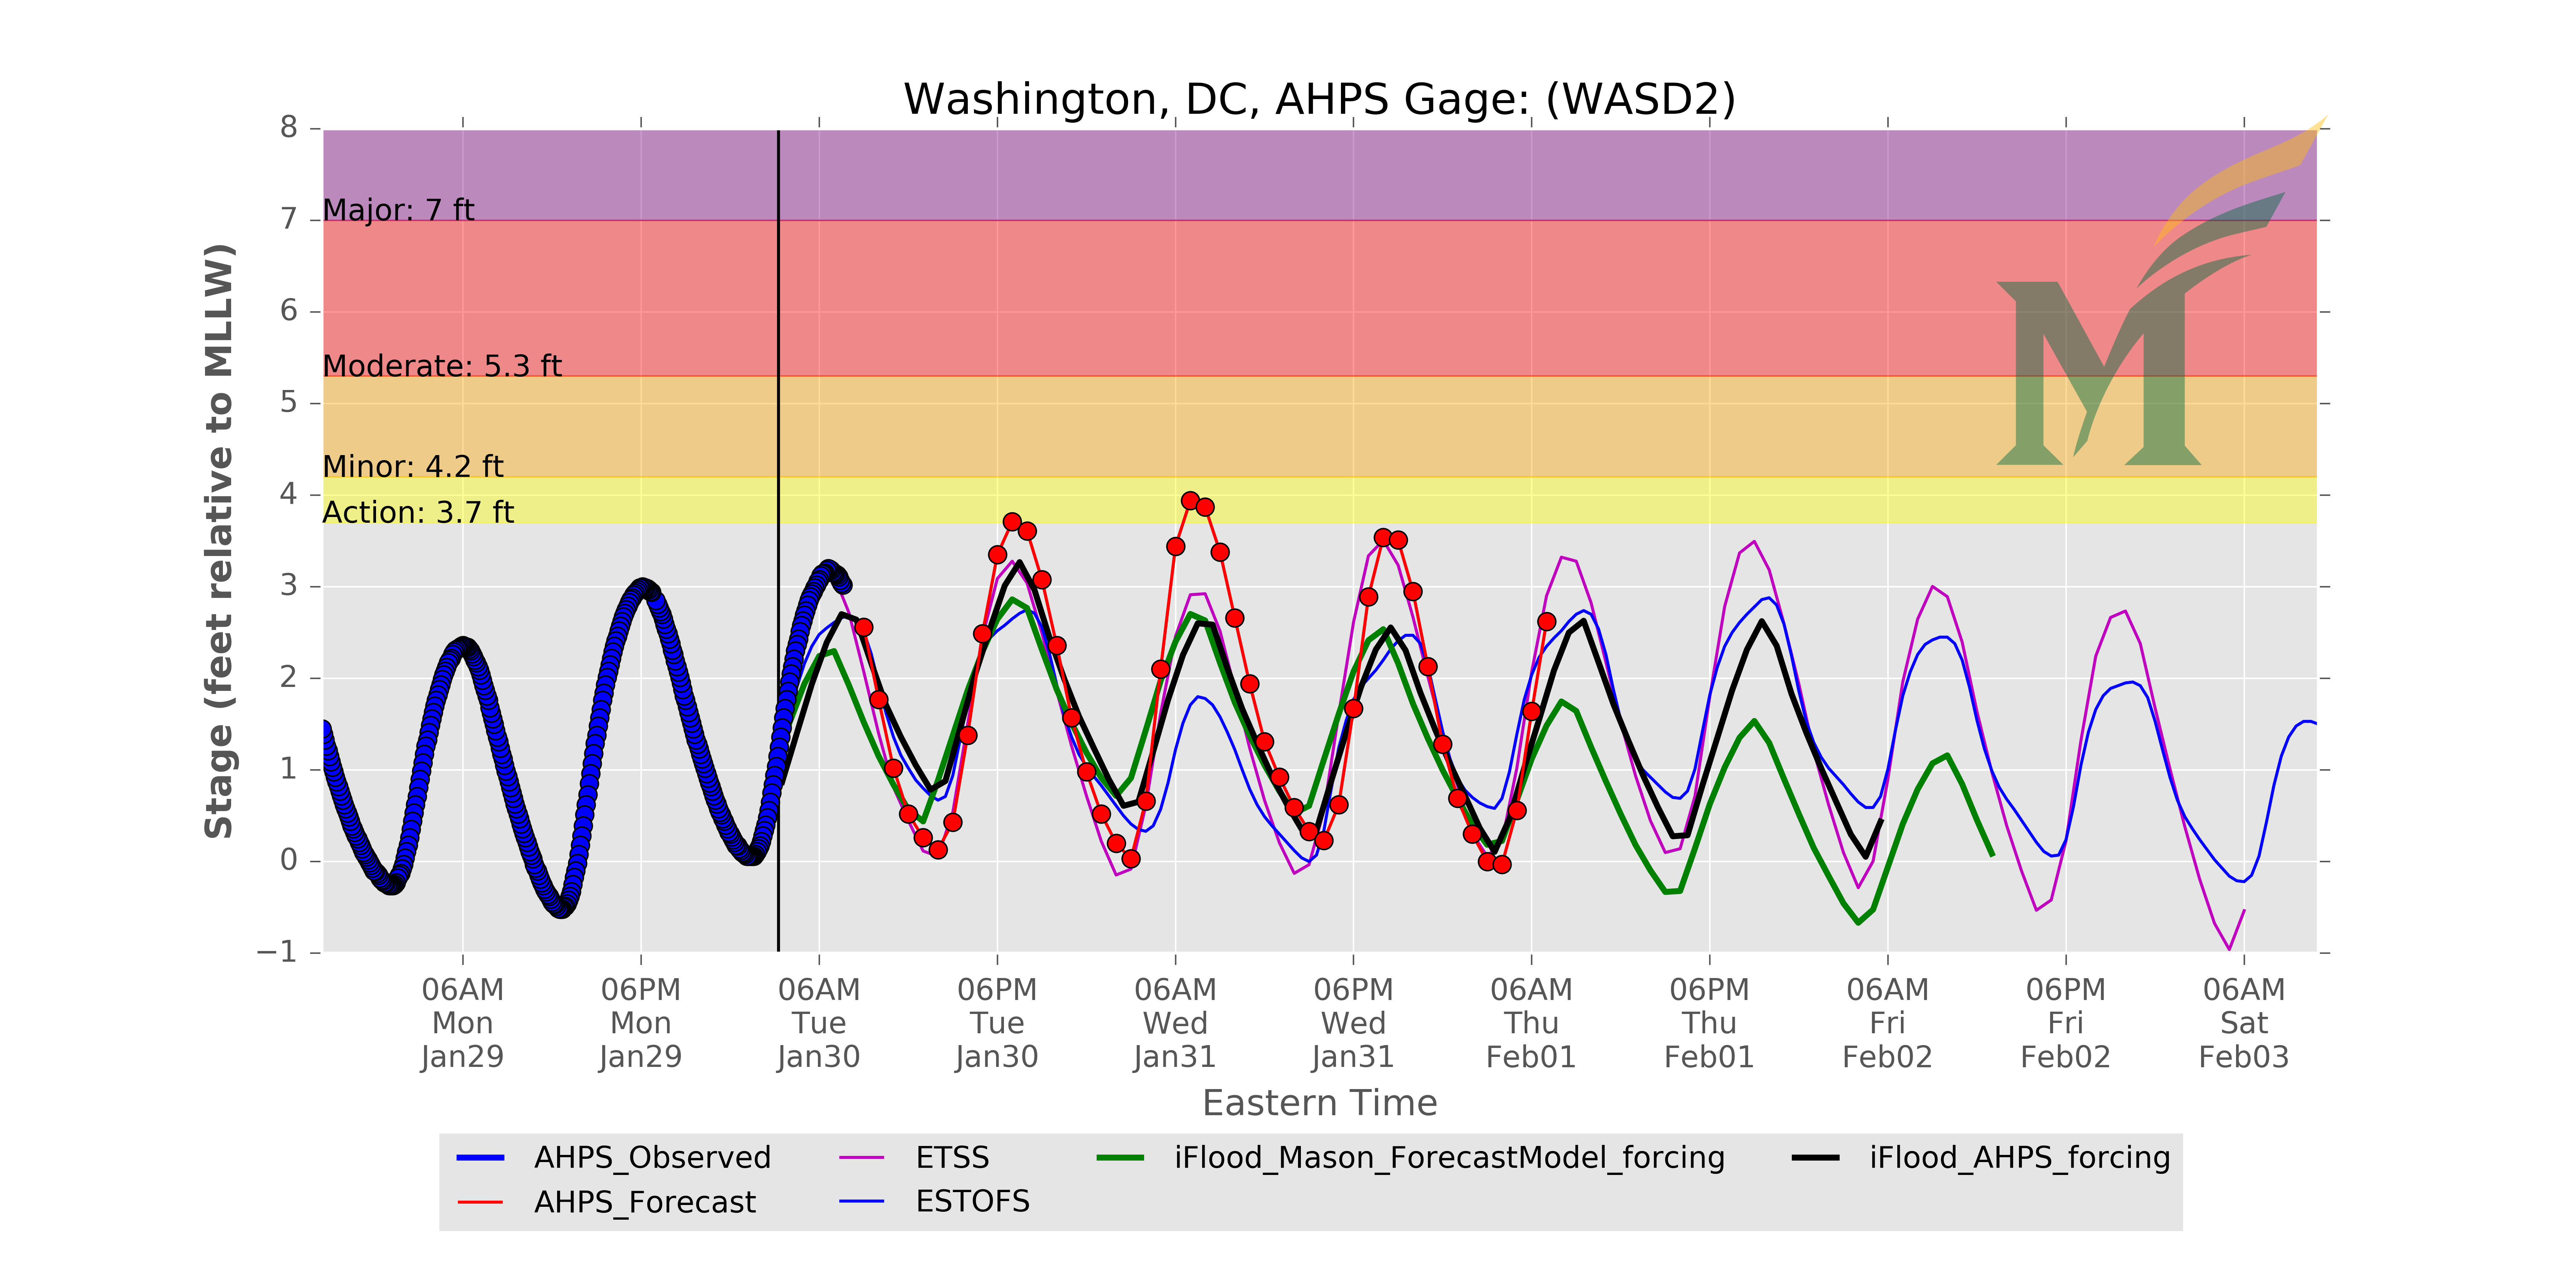 Washington, DC, AHPS Gage: (WASD2)
Stage (feet relative to MLLW)
8
7
6
5
4
3
2
1
0
−1
Major: 7 ft
Moderate: 5.3 ft
Minor: 4.2 ft
Action: 3.7 ft
M
06AM 06PM 06AM 06PM 06AM 06PM 06AM 06PM 06AM 06PM 06AM
Mon Mon Tue Tue Wed Wed Thu Thu Fri Fri Sat
Jan29 Jan29 Jan30 Jan30 Jan31 Jan31 Feb01 Feb01 Feb02 Feb02 Feb03
Eastern Time
AHPS_Observed ETSS iFlood_Mason_ForecastModel_forcing iFlood_AHPS_forcing
AHPS_Forecast ESTOFS